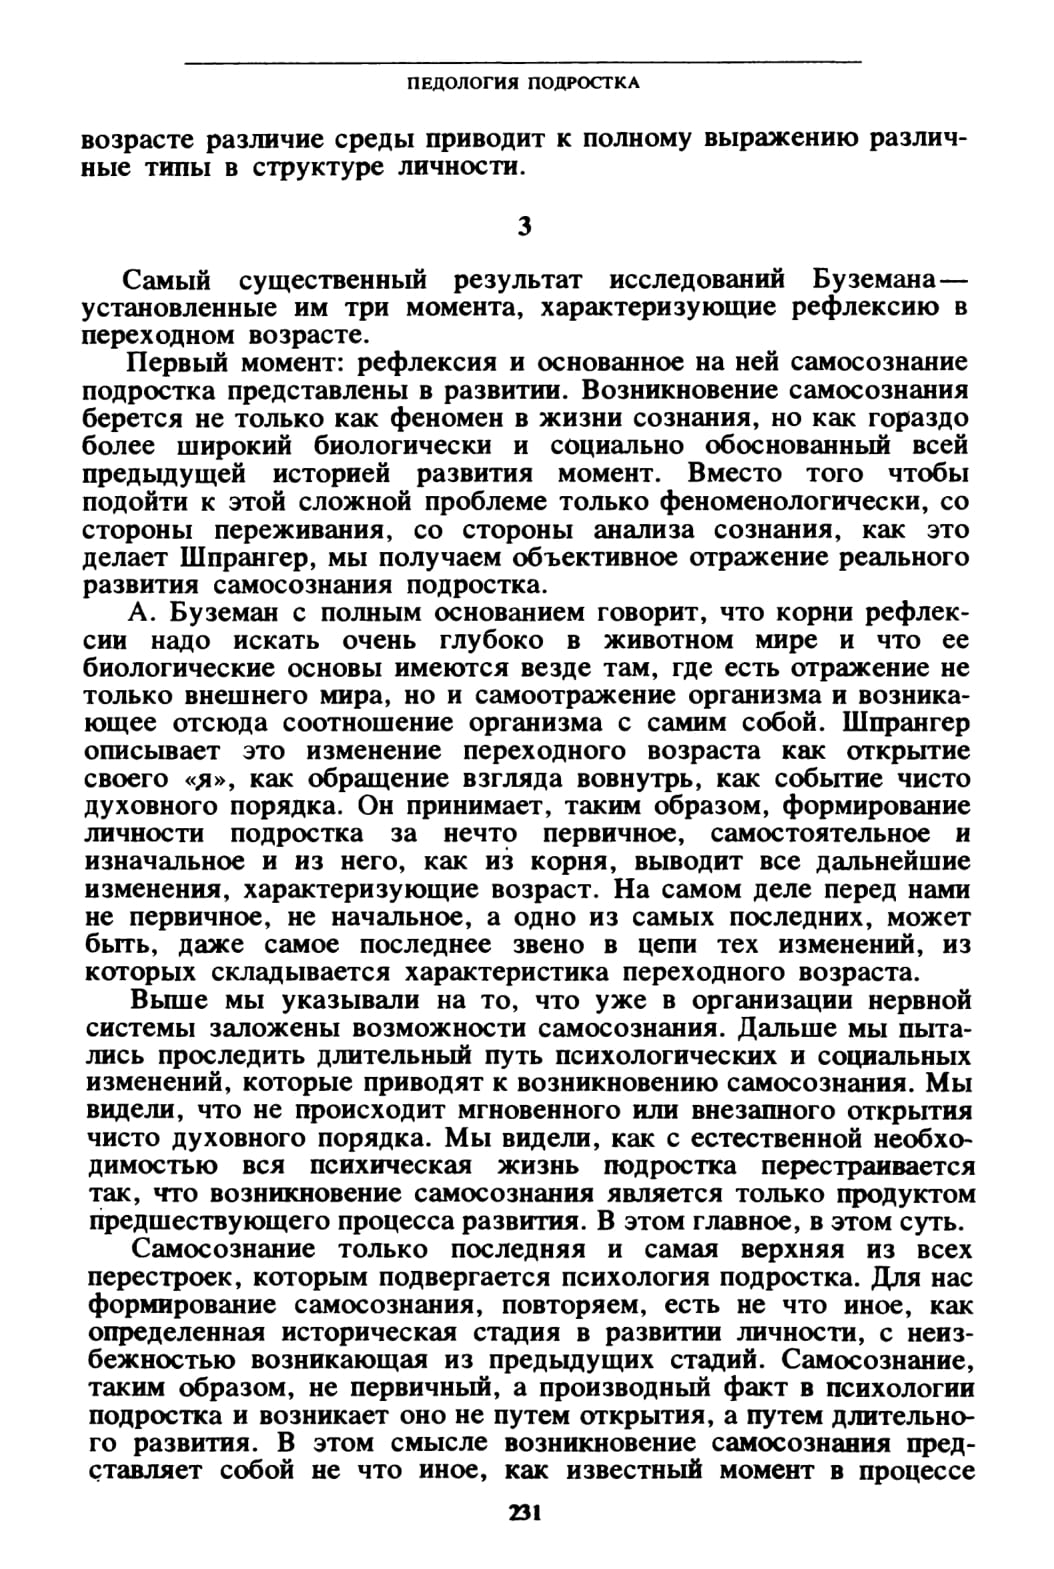 ПЕДОЛОГИЯ ПОДРОСТКА
возрасте различие среды приводит к полному выражению различ-
ные типы в структуре личности.
3
Самый существенный результат исследований Буземана—
установленные им три момента, характеризующие рефлексию в
переходном возрасте.
Первый момент: рефлексия и основанное на ней самосознание
подростка представлены в развитии. Возникновение самосознания
берется не только как феномен в жизни сознания, но как гораздо
более широкий биологически и социально обоснованный всей
предыдущей историей развития момент. Вместо того чтобы
подойти к этой сложной проблеме только феноменологически, со
стороны переживания, со стороны анализа сознания, как это
делает Шпрангер, мы получаем объективное отражение реального
развития самосознания подростка.
А. Буземан с полным основанием говорит, что корни рефлек-
сии надо искать очень глубоко в животном мире и что ее
биологические основы имеются везде там, где есть отражение не
только внешнего мира, но и самоотражение организма и возника-
ющее отсюда соотношение организма с самим собой. Шпрангер
описывает это изменение переходного возраста как открытие
своего «я», как обращение взгляда вовнутрь, как событие чисто
духовного порядка. Он принимает, таким образом, формирование
личности подростка за нечто первичное, самостоятельное и
изначальное и из него, как из корня, выводит все дальнейшие
изменения, характеризующие возраст. На самом деле перед нами
не первичное, не начальное, а одно из самых последних, может
быть, даже самое последнее звено в цепи тех изменений, из
которых складывается характеристика переходного возраста.
Выше мы указывали на то, что уже в организации нервной
системы заложены возможности самосознания. Дальше мы пыта-
лись проследить длительный путь психологических и социальных
изменений, которые приводят к возникновению самосознания. Мы
видели, что не происходит мгновенного или внезапного открытия
чисто духовного порядка. Мы видели, как с естественной необхо-
димостью вся психическая жизнь подростка перестраивается
так, что возникновение самосознания является только продуктом
предшествующего процесса развития. В этом главное, в этом суть.
Самосознание только последняя и самая верхняя из всех
перестроек, которым подвергается психология подростка. Для нас
формирование самосознания, повторяем, есть не что иное, как
определенная историческая стадия в развитии личности, с неиз-
бежностью возникающая из предыдущих стадий. Самосознание,
таким образом, не первичный, а производный факт в психологии
подростка и возникает оно не путем открытия, а путем длительно-
го развития. В этом смысле возникновение самосознания пред-
ставляет собой не что иное, как известный момент в процессе
231